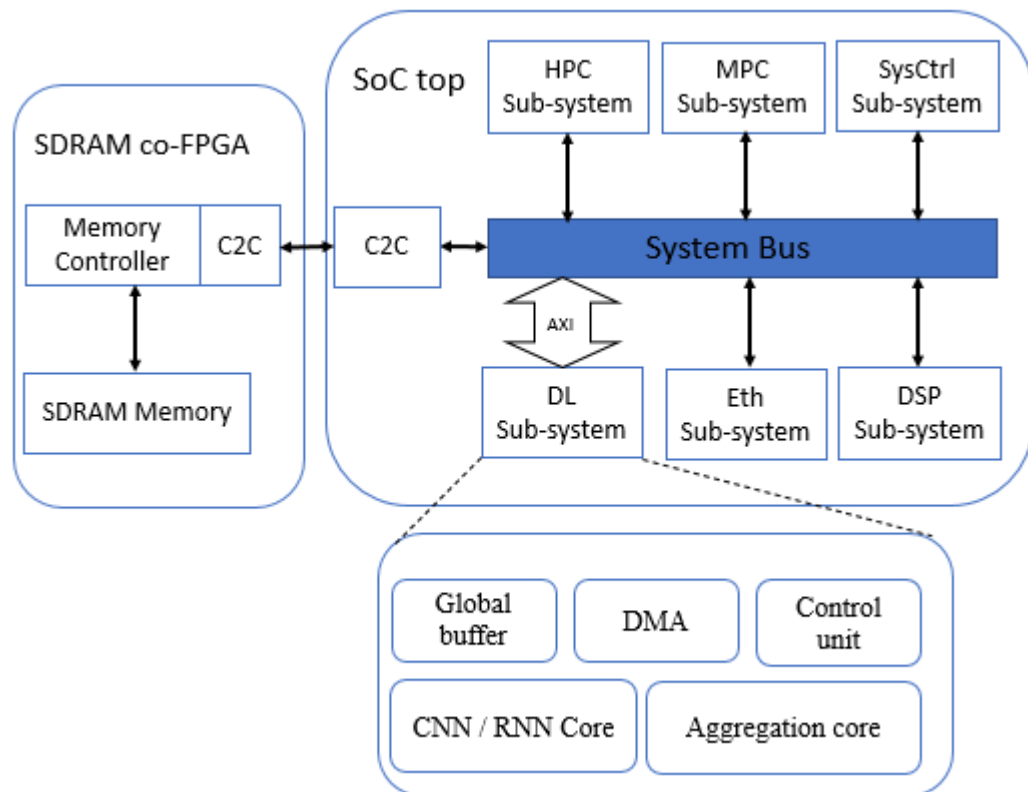 SoC top
HPC
Sub-system
MPC
Sub-system
SysCtrl
Sub-system
SDRAM co-FPGA
Memory
Controller
C2C
C2C
System Bus
SDRAM Memory
AXI
DL
Sub-system
Eth
Sub-system
DSP
Sub-system
Global
buffer
DMA
Control
unit
CNN / RNN Core
Aggregation core